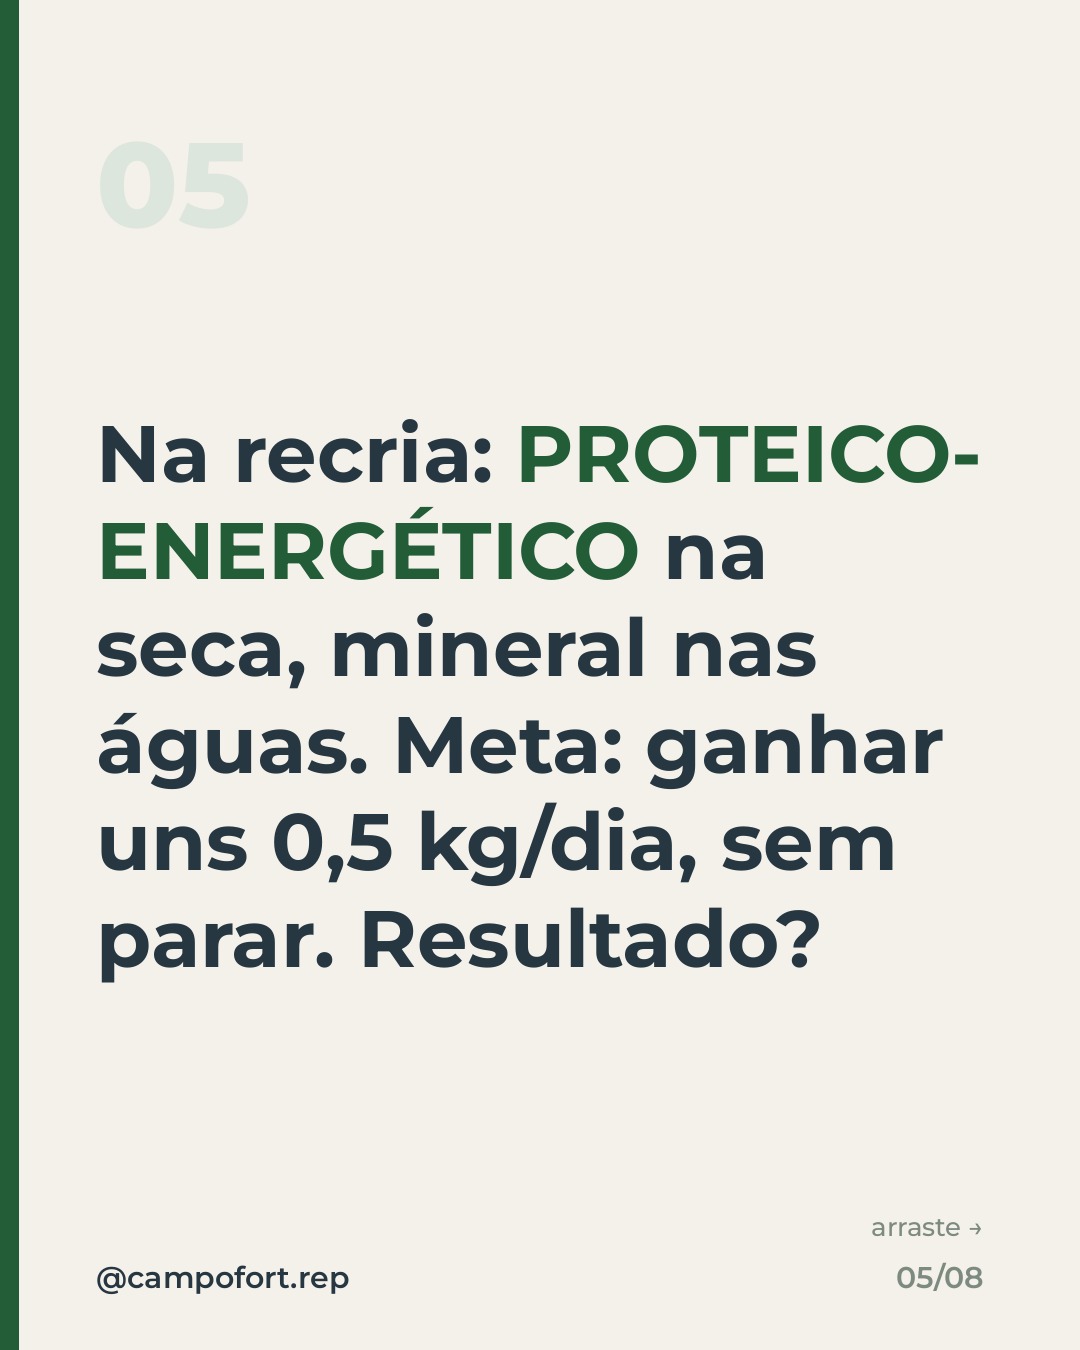 05
Na recria: PROTEICO-
ENERGÉTICO na
seca, mineral nas
águas. Meta: ganhar
uns 0,5 kg/dia, sem
parar. Resultado?
arraste →
@campofort.rep
05/08